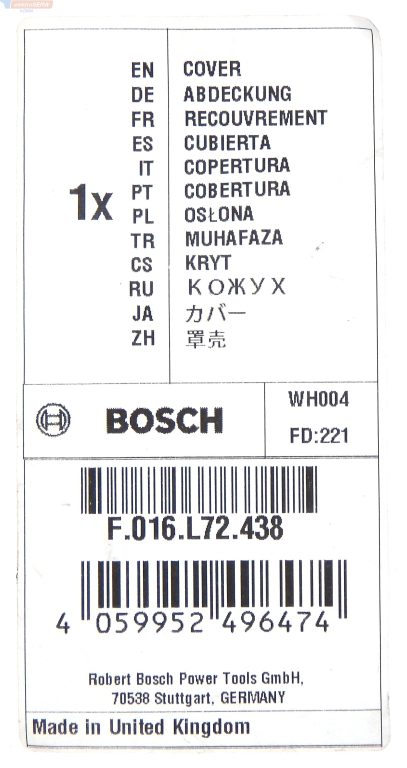 EN COVER
DE ABDECKUNG
FR RECOUVREMENT
ES CUBIERTA
IT COPERTURA
1x PT COBERTURA
PL OSŁONA
TR MUHAFAZA
CS KRYT
RU КОЖУХ
JA カバー
ZH 罩壳
BOSCH
WH004
FD:221
F.016.L72.438
4 059952 496474
Robert Bosch Power Tools GmbH,
70538 Stuttgart, GERMANY
Made in United Kingdom